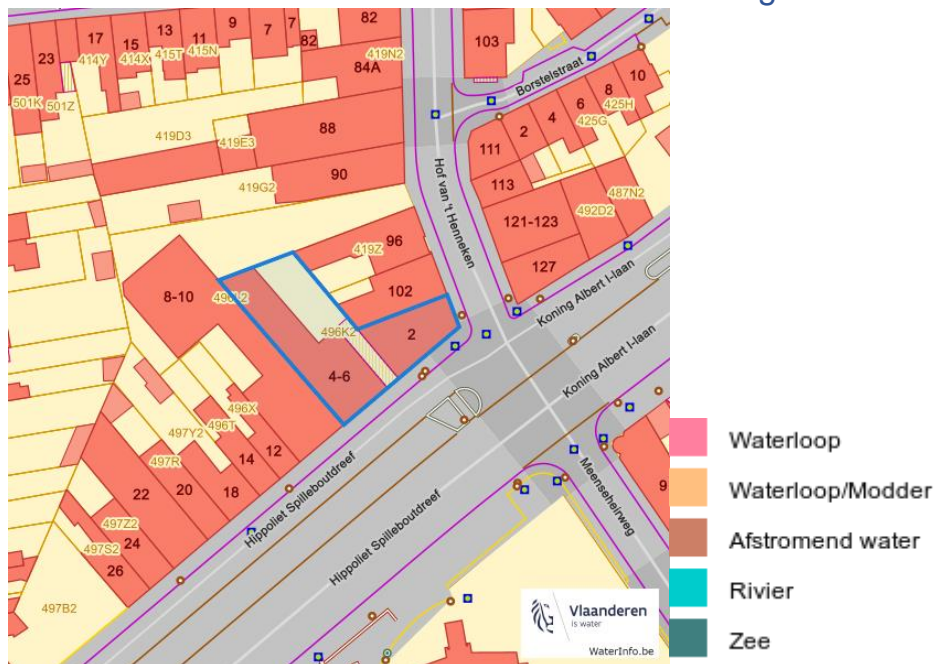 9
7
7
82
13
11
415N
17
15
415T
23
414Y
414X
82
419N2
84A
103
25
501K
501Z
Borstelstraat
10
8
6
425H
4
425G
2
88
419D3
419E3
111
90
113
Hof van 't Henneken
419G2
487N2
492D2
121-123
96
419Z
127
8-10
102
Koning Albert I-laan
496K2
2
4-6
Koning Albert I-laan
496X
496T
497Y2
12
14
497R
20
18
22
Hippoliet Spilleboutdreef
Meenseheirweg
9
497Z2
24
497S2
26
Hippoliet Spilleboutdreef
497B2
Vlaanderen
is water
WaterInfo.be
Waterloop
Waterloop/Modder
Afstromend water
Rivier
Zee